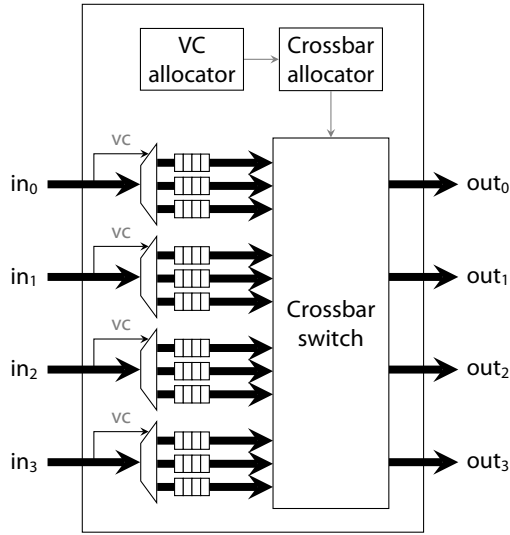 VC
allocator
Crossbar
allocator
vc
in₀
out₀
vc
in₁
out₁
Crossbar
switch
vc
in₂
out₂
vc
in₃
out₃